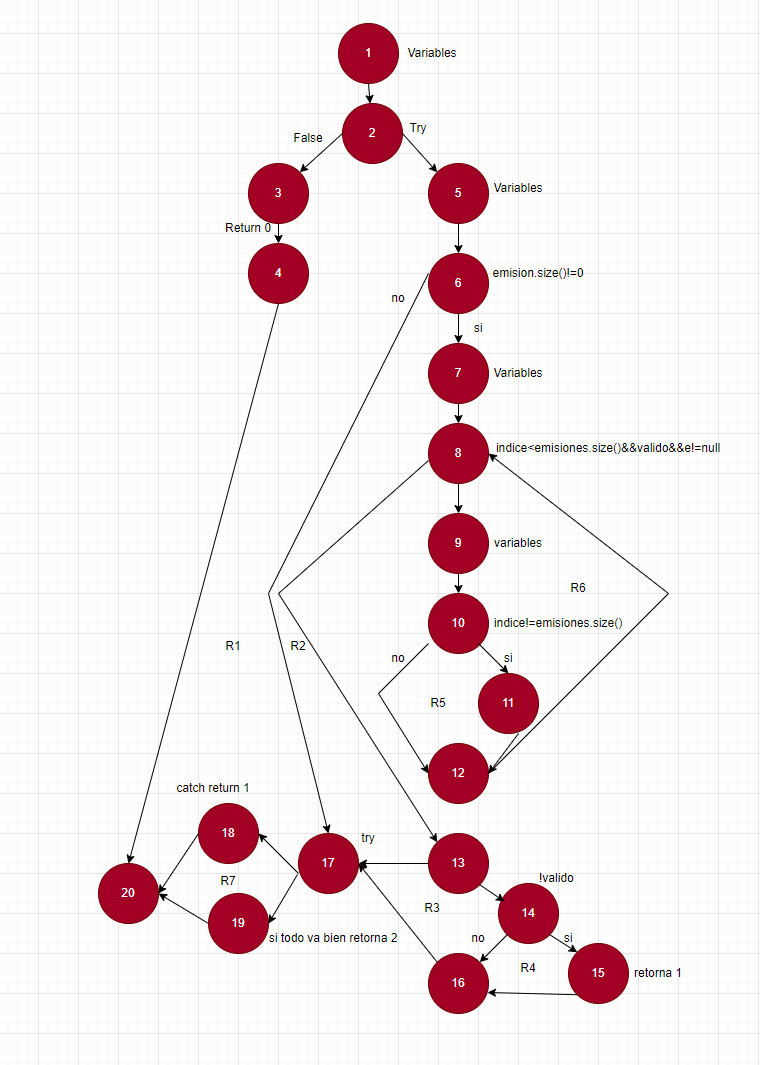 1
Variables
2
False
Try
3
5
Variables
Return 0
4
6
emision.size()!=0
no
si
7
Variables
8
indice<emisiones.size()&&valido&&e!=null
9
variables
R6
10
indice!=emisiones.size()
R1
R2
no
si
R5
11
12
catch return 1
18
17
try
13
R7
!valido
20
R3
14
19
si todo va bien retorna 2
no
si
R4
16
15
retorna 1